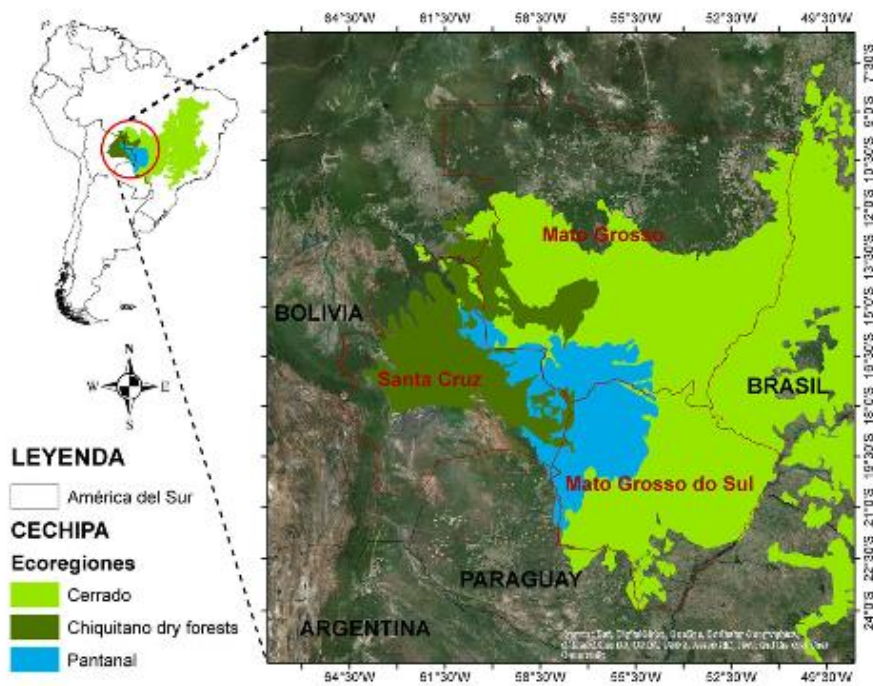 64°30'W 61°30'W 58°30'W 55°30'W 52°30'W 49°30'W
7°30'S
9°0'S
10°30'S
12°0'S
Mato Grosso
13°30'S
BOLIVIA
15°0'S
16°30'S
N
W E
S
Santa Cruz
BRASIL
18°0'S
LEYENDA
19°30'S
Mato Grosso do Sul
América del Sur
21°0'S
CECHIPA
Ecoregiones
22°30'S
PARAGUAY
Cerrado
24°0'S
Chiquitano dry forests
ARGENTINA
Pantanal
64°30'W 61°30'W 58°30'W 55°30'W 52°30'W 49°30'W